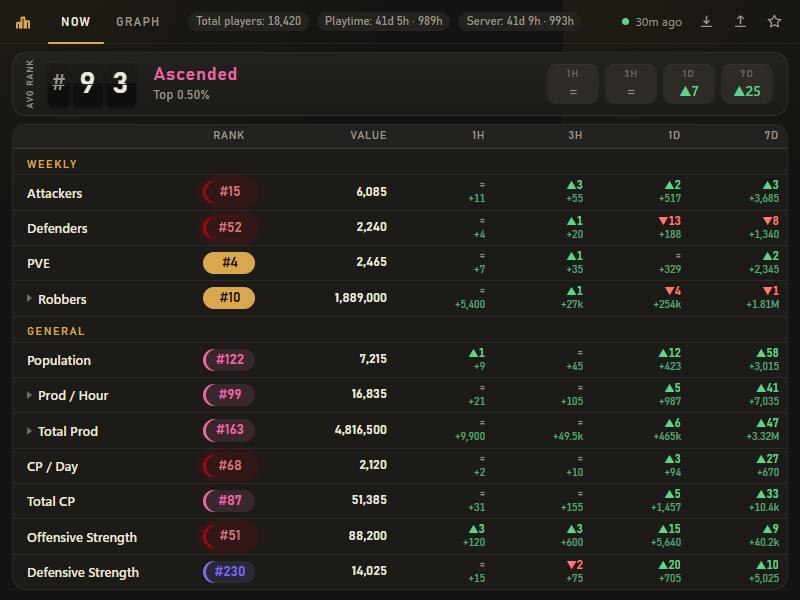 NOW GRAPH Total players: 18,420 Playtime: 41d 5h · 989h Server: 41d 9h · 993h 30m ago
AVG RANK
# 9 3
Ascended
Top 0.50%
1H 3H 1D 7D
= = ▲7 ▲25
RANK VALUE 1H 3H 1D 7D
WEEKLY
Attackers #15 6,085 = ▲3 ▲2 ▲3
+11 +55 +517 +3,685
Defenders #52 2,240 = ▲1 ▼13 ▼8
+4 +20 +188 +1,340
PVE #4 2,465 = ▲1 = ▲2
+7 +35 +329 +2,345
Robbers #10 1,889,000 = ▲1 ▼4 ▼1
+5,400 +27k +254k +1.81M
GENERAL
Population #122 7,215 ▲1 = ▲12 ▲58
+9 +45 +423 +3,015
Prod / Hour #99 16,835 = = ▲5 ▲41
+21 +105 +987 +7,035
Total Prod #163 4,816,500 = = ▲6 ▲47
+9,900 +49.5k +465k +3.32M
CP / Day #68 2,120 = = ▲3 ▲27
+2 +10 +94 +670
Total CP #87 51,385 = = ▲5 ▲33
+31 +155 +1,457 +10.4k
Offensive Strength #51 88,200 ▲3 ▲3 ▲15 ▲9
+120 +600 +5,640 +40.2k
Defensive Strength #230 14,025 = ▼2 ▲20 ▲10
+15 +75 +705 +5,025